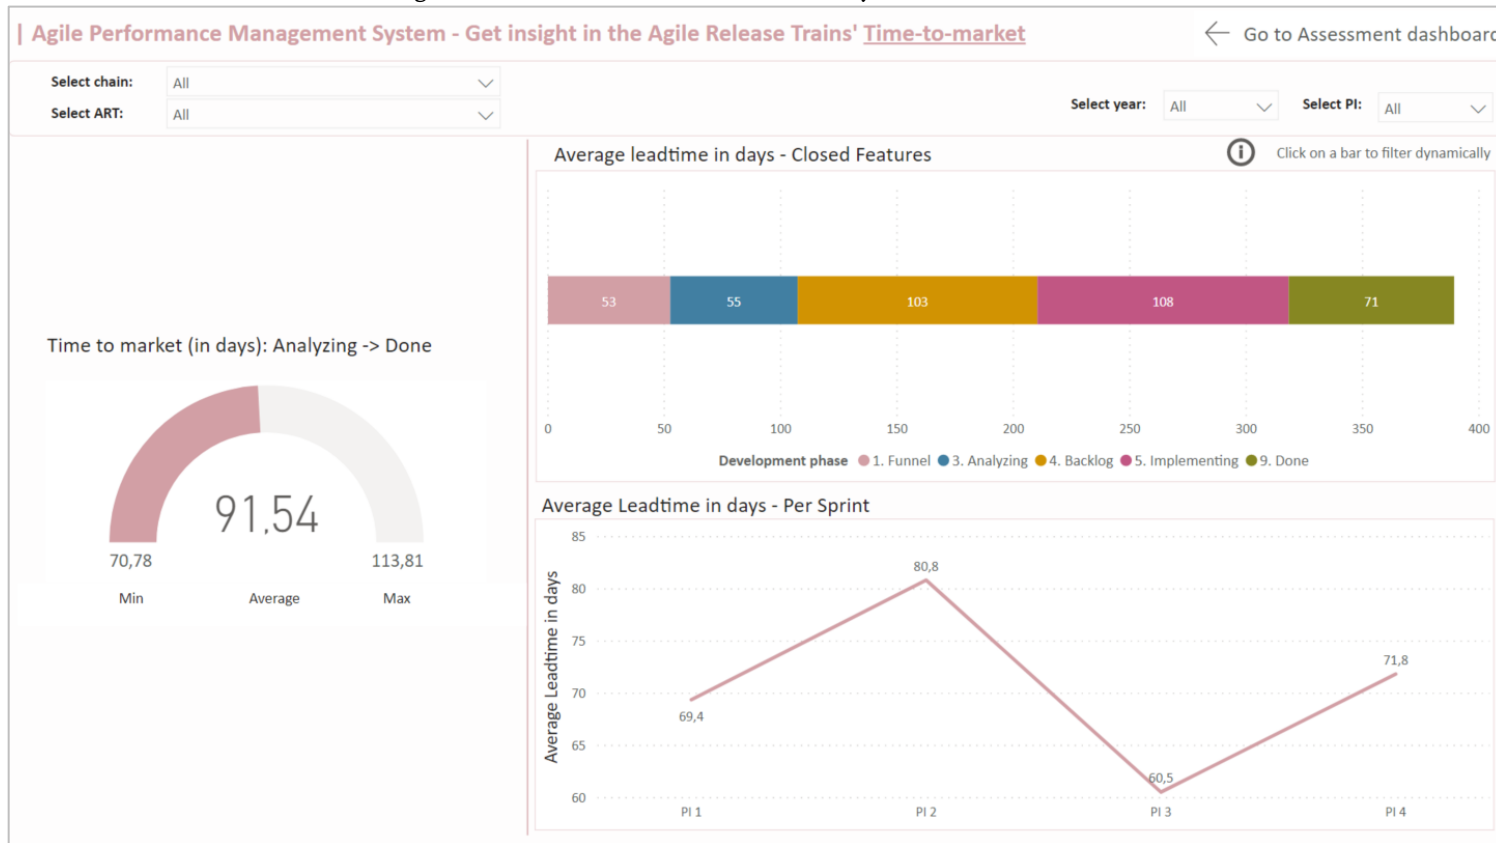 | Agile Performance Management System - Get insight in the Agile Release Trains' Time-to-market
Go to Assessment dashboard
Select chain:
All
Select ART:
All
Select year:
All
Select PI:
All
Time to market (in days): Analyzing -> Done
91,54
70,78
113,81
Min
Average
Max
Average leadtime in days - Closed Features
Click on a bar to filter dynamically
53
55
103
108
71
0
50
100
150
200
250
300
350
400
Development phase
1. Funnel
3. Analyzing
4. Backlog
5. Implementing
9. Done
Average Leadtime in days - Per Sprint
Average Leadtime in days
85
80
75
70
65
60
69,4
80,8
60,5
71,8
PI 1
PI 2
PI 3
PI 4